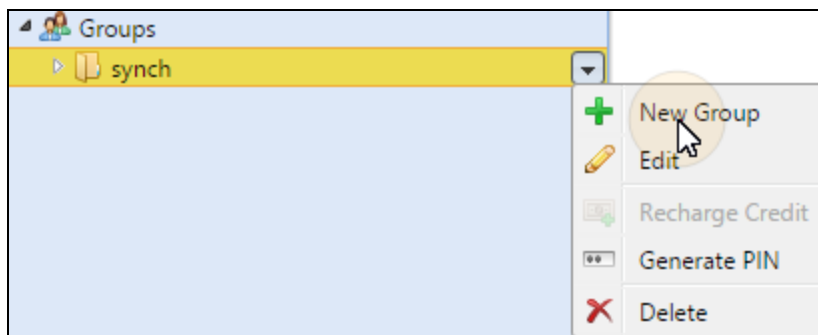 Groups
synch
New Group
Edit
Recharge Credit
Generate PIN
Delete